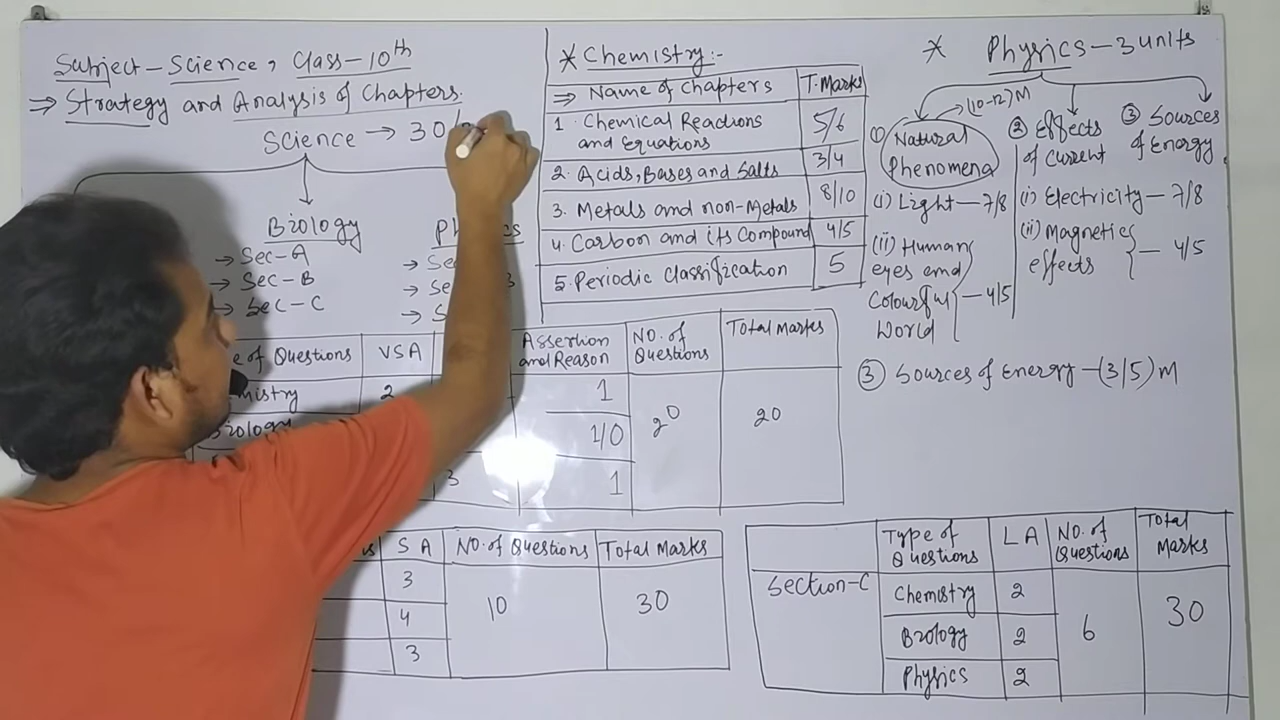 Subject - Science, Class-10th
⇒ Strategy and Analysis of Chapters.
Science → 30
Biology
→ Sec-A
→ Sec-B
→ Sec-C
of Questions VSA Assertion and Reason NO. of Questions Total Marks
2 1 20 20
Biology 1/0
3 1
S A NO. of Questions Total Marks
3
4 10 30
3
* Chemistry:-
⇒ Name of Chapters T. Marks
1. Chemical Reactions
and Equations 5/6
2. Acids, Bases and Salts 3/4
3. Metals and non-Metals 8/10
4. Carbon and its Compound 4/5
5. Periodic Classification 5
* Physics - 3 units
→ (10-12) M
(1) Natural
Phenomena
(i) Light - 7/8
(ii) Human
eyes and
Colourful - 4/5
World
② Effects
of Current
(i) Electricity - 7/8
(ii) Magnetic
effects - 4/5
③ Sources
of Energy
③ Sources of Energy - (3/5) M
Type of Questions L A NO. of Questions Total Marks
Section-C Chemistry 2
Biology 2 6 30
Physics 2